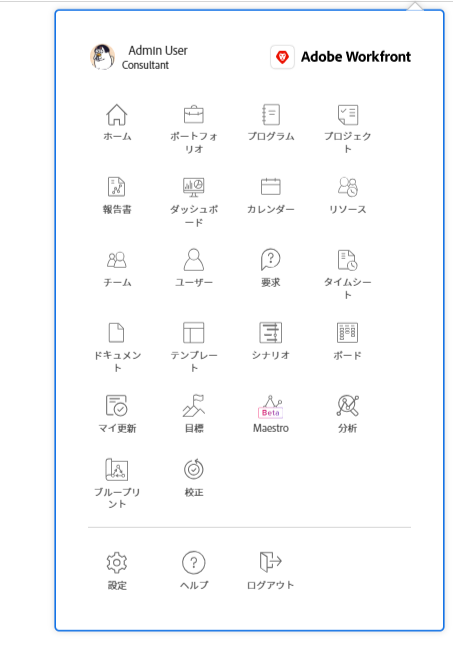 Admin User
Consultant
Adobe Workfront
ホーム
ポートフォ
リオ
プログラム
プロジェク
ト
報告書
ダッシュボ
ード
カレンダー
リソース
チーム
ユーザー
要求
タイムシー
ト
ドキュメン
ト
テンプレー
ト
シナリオ
ボード
マイ更新
目標
Beta
Maestro
分析
ブループリ
ント
校正
設定
ヘルプ
ログアウト